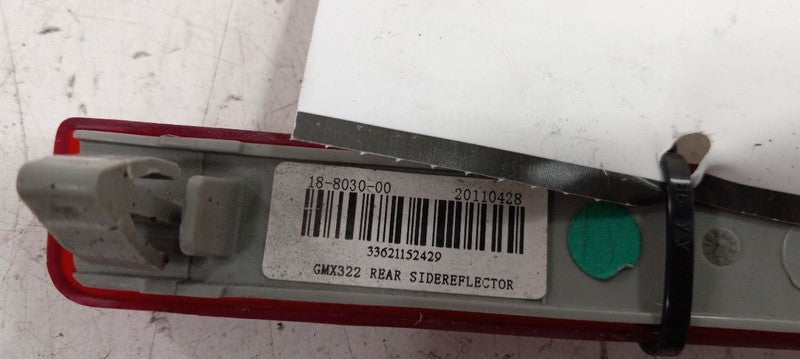 18-8030-00 20110428
33621152429
GMX322 REAR SIDEREFLECTOR